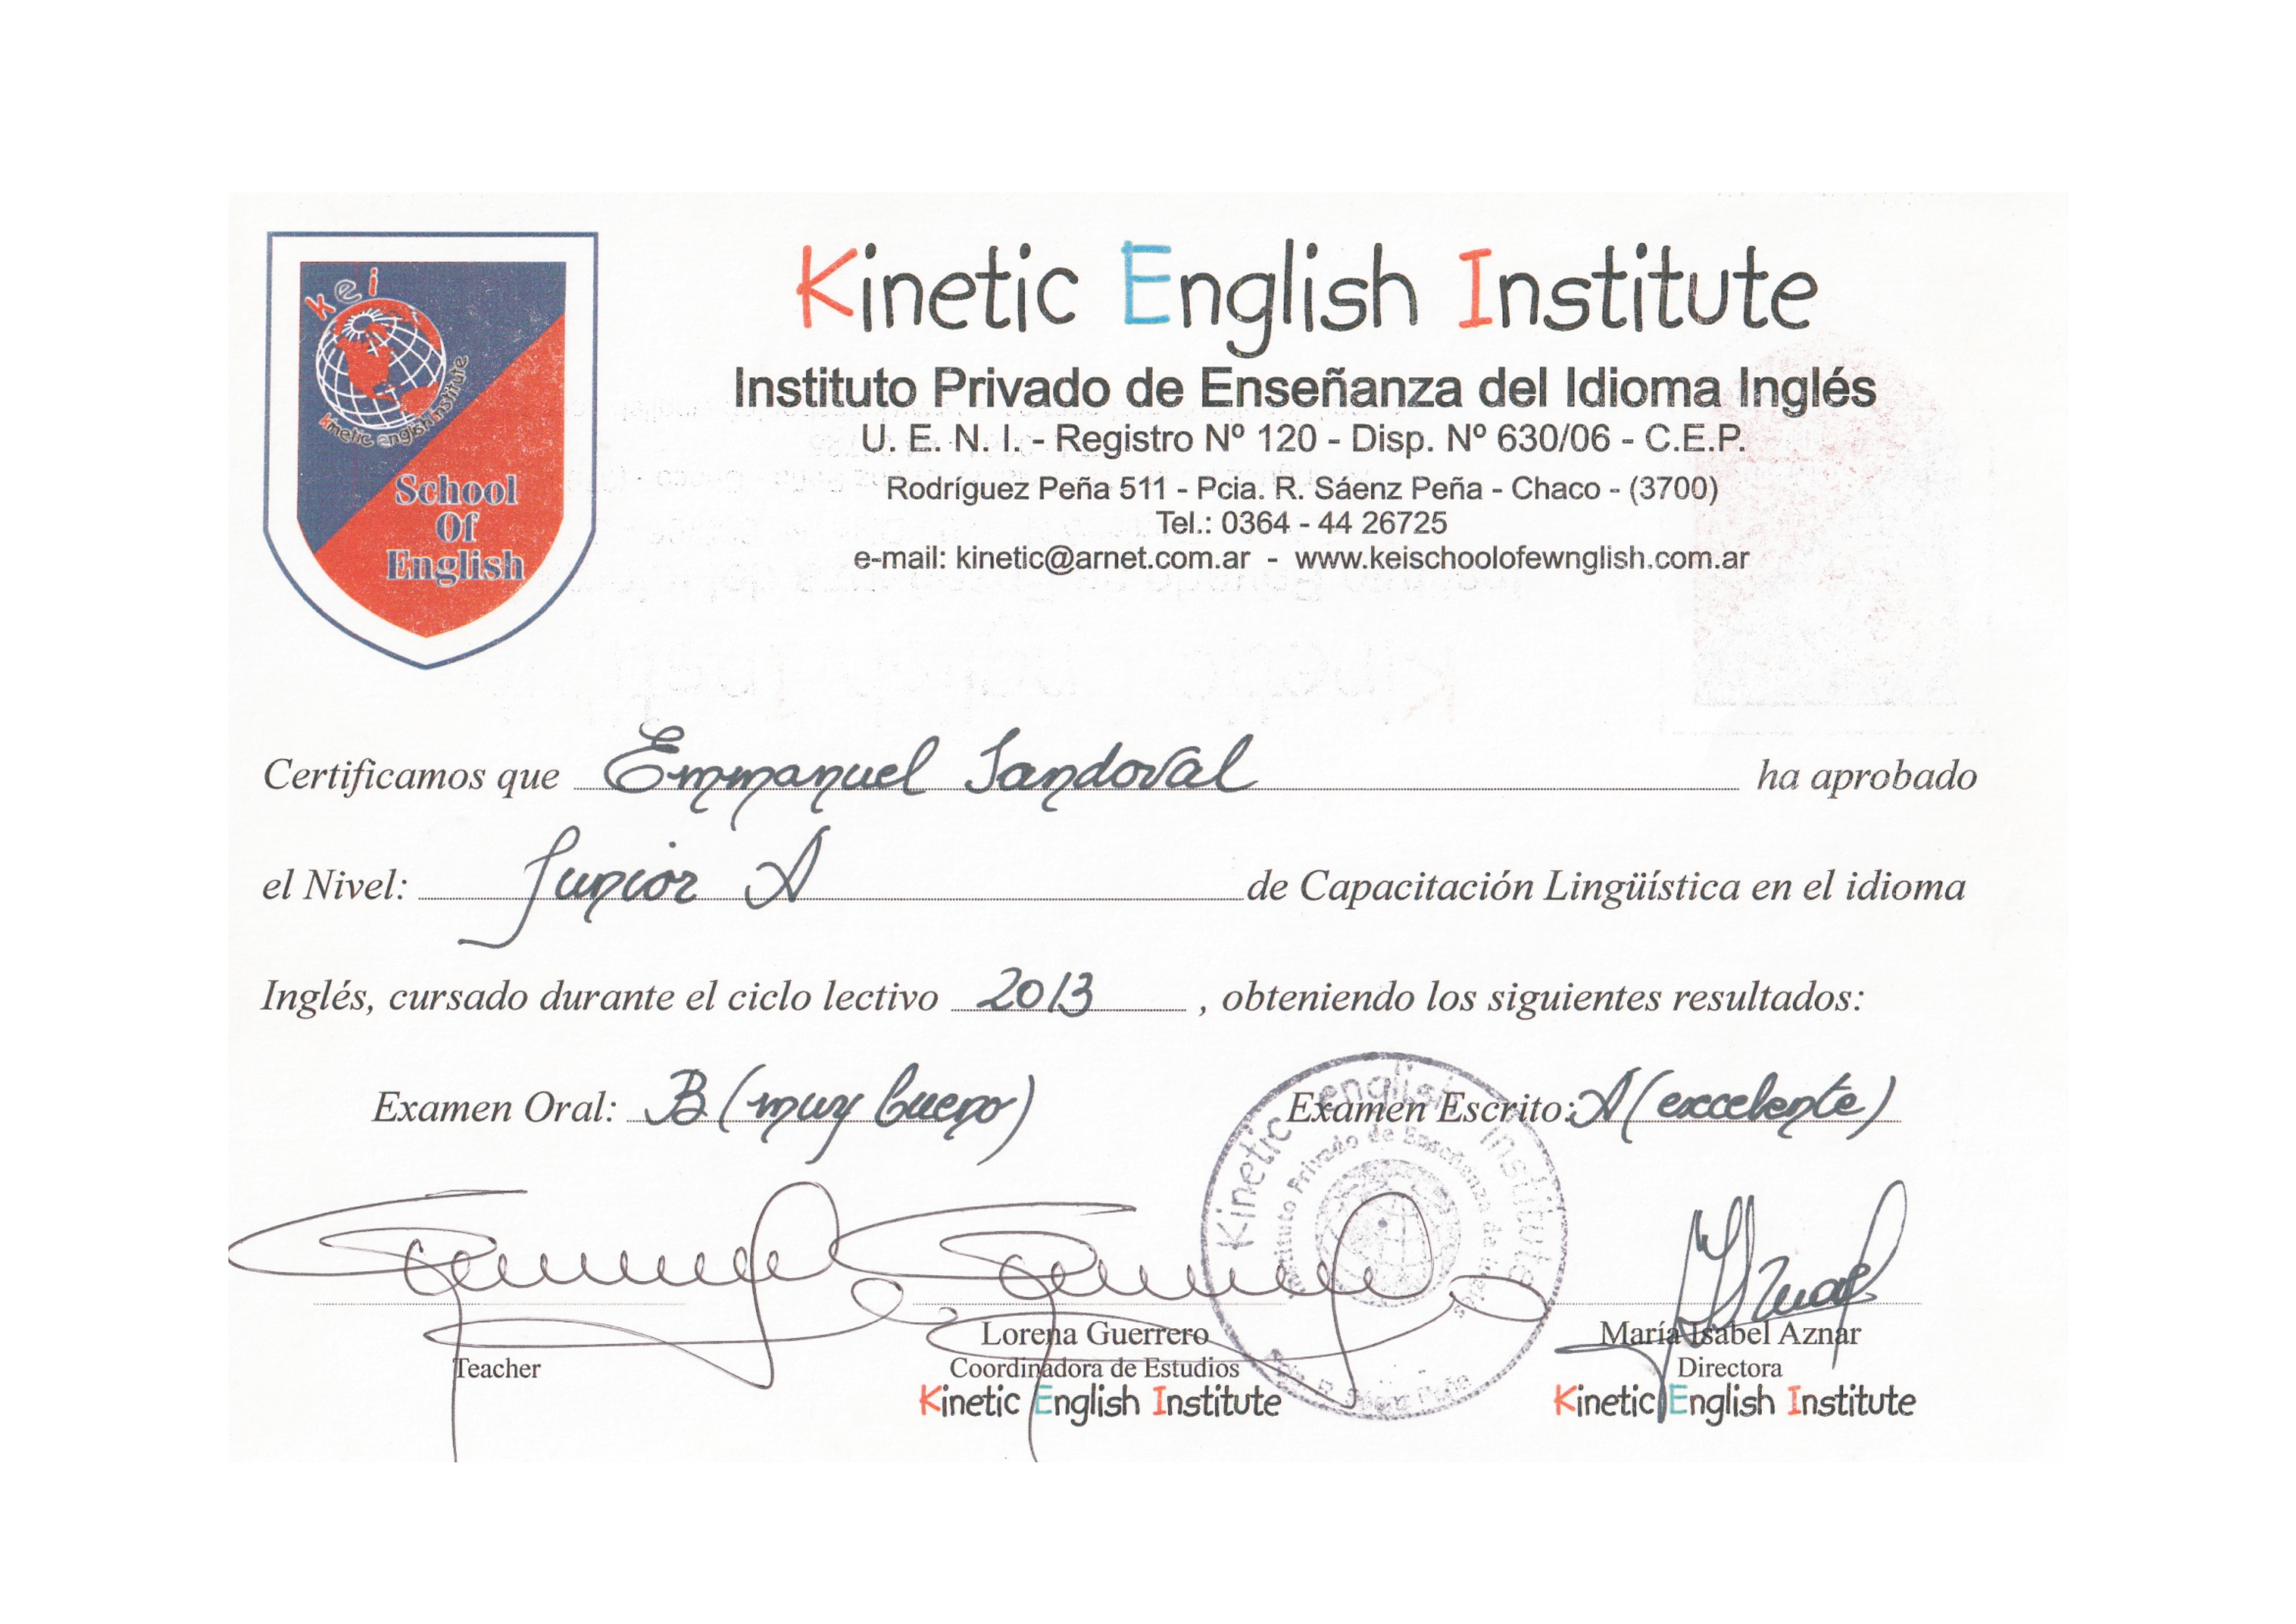 kei
kinetic english institute
School
Of
English
Kinetic English Institute
Instituto Privado de Enseñanza del Idioma Inglés
U. E. N. I. - Registro Nº 120 - Disp. Nº 630/06 - C.E.P.
Rodríguez Peña 511 - Pcia. R. Sáenz Peña - Chaco - (3700)
Tel.: 0364 - 44 26725
e-mail: kinetic@arnet.com.ar - www.keischoolofewnglish.com.ar
Certificamos que Emmanuel Sandoval ha aprobado
el Nivel: Junior A de Capacitación Lingüística en el idioma
Inglés, cursado durante el ciclo lectivo 2013 , obteniendo los siguientes resultados:
Examen Oral: B (muy bueno) Examen Escrito: A (excelente)
Kinetic english Institute
Instituto Privado de Enseñanza de
Lorena Guerrero María Isabel Aznar
Teacher Coordinadora de Estudios Directora
Kinetic English Institute Kinetic English Institute